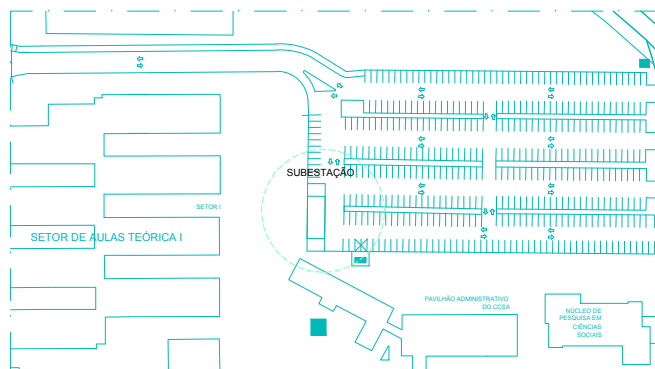 SUBESTAÇÃO
SETOR I
SETOR DE AULAS TEÓRICA I
PAVILHÃO ADMINISTRATIVO
DO CCSA
NÚCLEO DE
PESQUISA EM
CIÊNCIAS
SOCIAIS